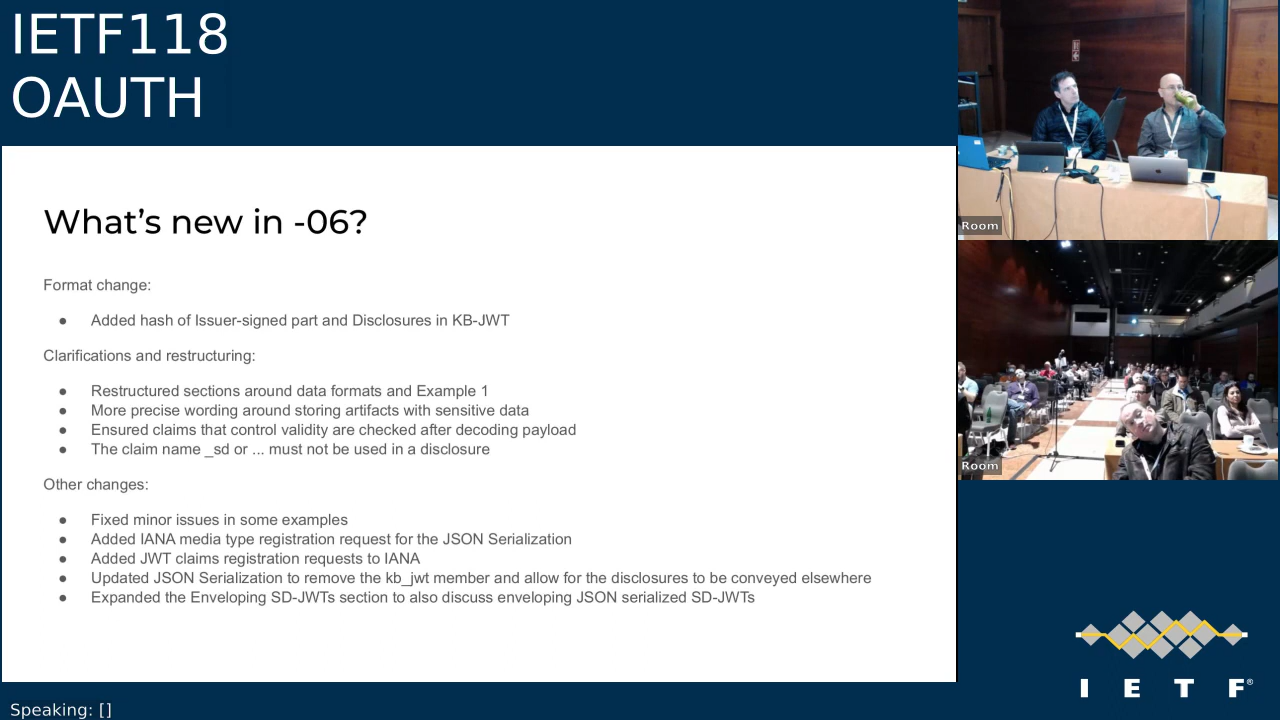 IETF118
OAUTH
What's new in -06?
Format change:
● Added hash of Issuer-signed part and Disclosures in KB-JWT
Clarifications and restructuring:
● Restructured sections around data formats and Example 1
● More precise wording around storing artifacts with sensitive data
● Ensured claims that control validity are checked after decoding payload
● The claim name _sd or ... must not be used in a disclosure
Other changes:
● Fixed minor issues in some examples
● Added IANA media type registration request for the JSON Serialization
● Added JWT claims registration requests to IANA
● Updated JSON Serialization to remove the kb_jwt member and allow for the disclosures to be conveyed elsewhere
● Expanded the Enveloping SD-JWTs section to also discuss enveloping JSON serialized SD-JWTs
Room
Room
I E T F®
Speaking: []